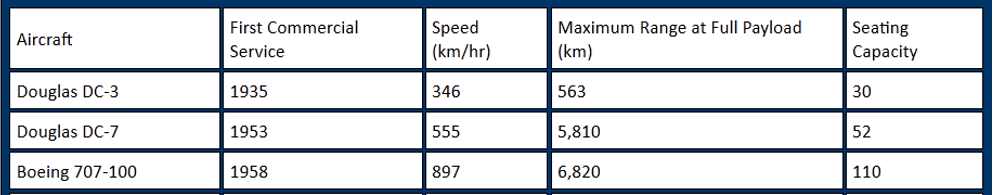 Aircraft First Commercial Service Speed (km/hr) Maximum Range at Full Payload (km) Seating Capacity
Douglas DC-3 1935 346 563 30
Douglas DC-7 1953 555 5,810 52
Boeing 707-100 1958 897 6,820 110